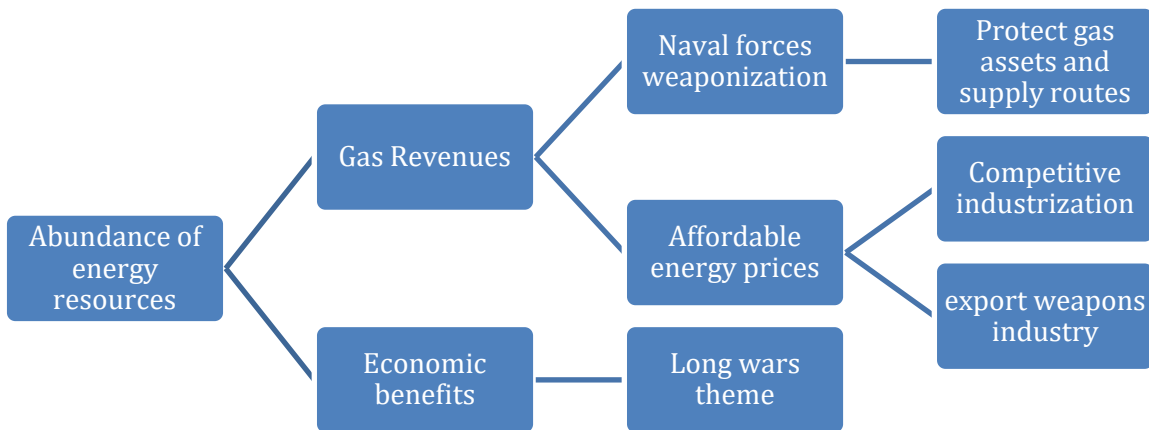 Abundance of
energy
resources
Gas Revenues
Naval forces
weaponization
Protect gas
assets and
supply routes
Affordable
energy prices
Competitive
industrization
export weapons
industry
Economic
benefits
Long wars
theme